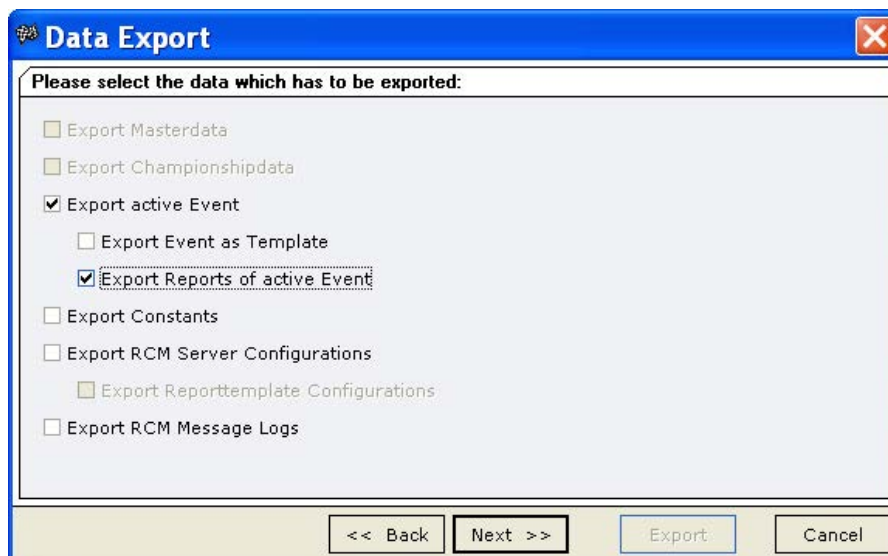 Data Export
Please select the data which has to be exported:
Export Masterdata
Export Championshipdata
Export active Event
Export Event as Template
Export Reports of active Event
Export Constants
Export RCM Server Configurations
Export Reporttemplate Configurations
Export RCM Message Logs
<< Back Next >> Export Cancel